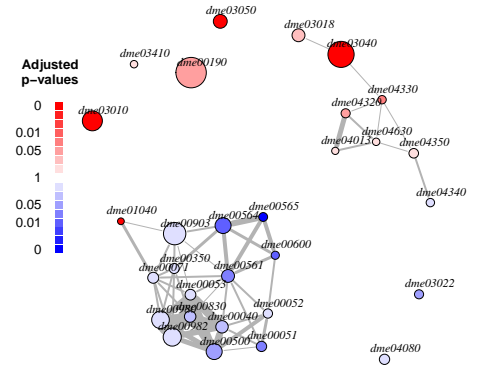 dme03050
dme03018
dme03040
dme03410
dme00190
Adjusted
p-values
0
0.01
0.05
1
0.05
0.01
0
dme03010
dme04330
dme04320
dme04630
dme04013
dme04350
dme04340
dme01040
dme00903
dme00564
dme00565
dme00600
dme00350
dme00071
dme00561
dme00053
dme00052
dme00830
dme00040
dme00982
dme00500
dme00051
dme03022
dme04080